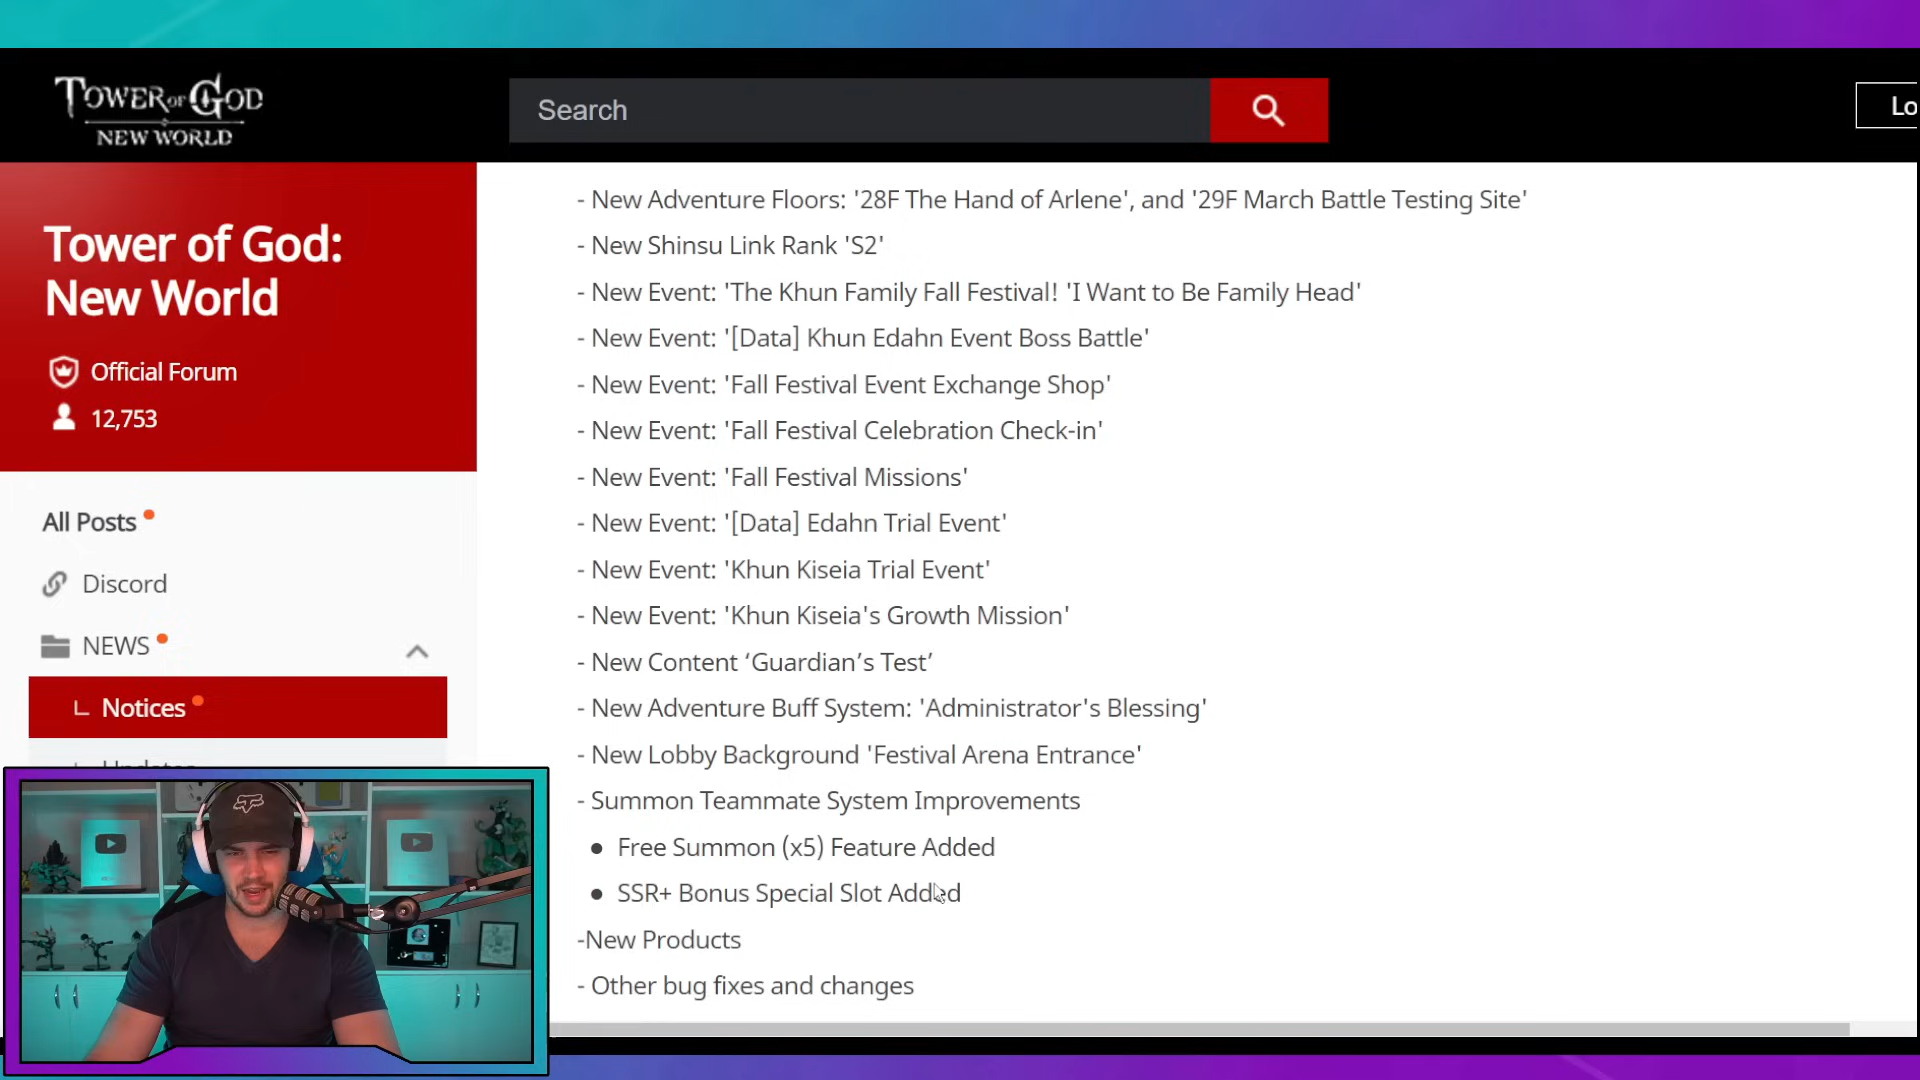 TOWER OF GOD
NEW WORLD
Search
Lo
Tower of God:
New World
Official Forum
12,753
All Posts
Discord
NEWS
Notices
Updates
- New Adventure Floors: '28F The Hand of Arlene', and '29F March Battle Testing Site'
- New Shinsu Link Rank 'S2'
- New Event: 'The Khun Family Fall Festival! 'I Want to Be Family Head'
- New Event: '[Data] Khun Edahn Event Boss Battle'
- New Event: 'Fall Festival Event Exchange Shop'
- New Event: 'Fall Festival Celebration Check-in'
- New Event: 'Fall Festival Missions'
- New Event: '[Data] Edahn Trial Event'
- New Event: 'Khun Kiseia Trial Event'
- New Event: 'Khun Kiseia's Growth Mission'
- New Content ‘Guardian’s Test’
- New Adventure Buff System: 'Administrator's Blessing'
- New Lobby Background 'Festival Arena Entrance'
- Summon Teammate System Improvements
● Free Summon (x5) Feature Added
● SSR+ Bonus Special Slot Added
-New Products
- Other bug fixes and changes